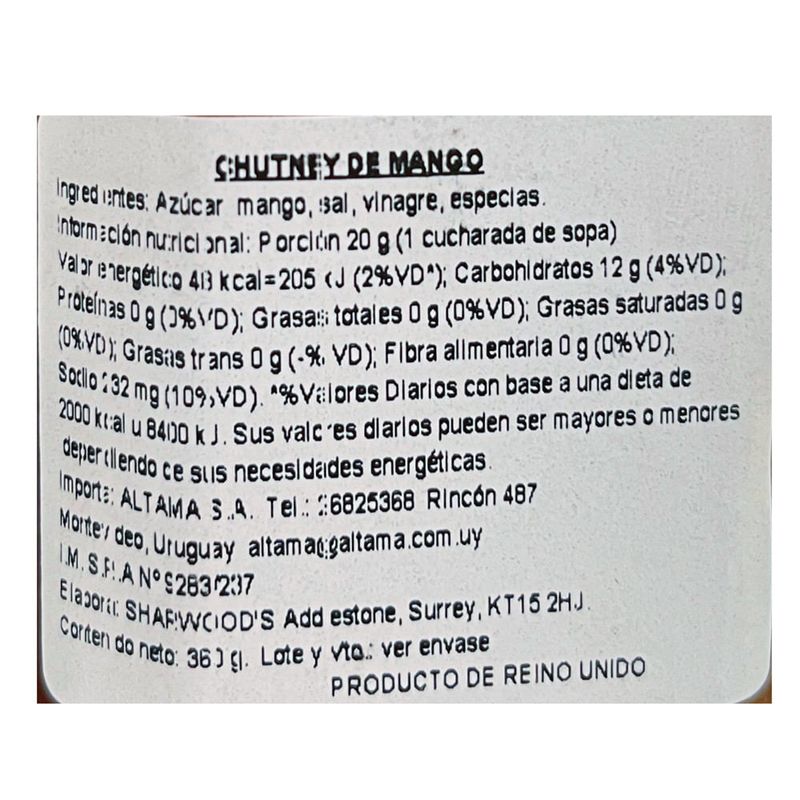 CHUTNEY DE MANGO
Ingredientes: Azúcar mango, sal, vinagre, especias.
Información nutricional: Porción 20 g (1 cucharada de sopa)
Valor energético kcal=205 kJ (2%VD*); Carbohidratos 12 g (4%VD);
Proteínas 0 g (0%VD); Grasas totales 0 g (0%VD); Grasas saturadas 0 g
(0%VD); Grasas trans 0 g (-% VD); Fibra alimentaria 0 g (0%VD);
Sodio 232 mg (10%VD). *%Valores Diarios con base a una dieta de
2000 kcal u 8400 kJ. Sus valores diarios pueden ser mayores o menores
dependiendo de sus necesidades energéticas.
Importa: ALTAMA S.A. Tel.: 26825368 Rincón 487
Montevideo, Uruguay altama@altama.com.uy
I.M. S.R.A Nº
Elabora: SHARWOOD'S Addlestone, Surrey, KT15 2HJ.
Contenido neto: 360 g. Lote y vto.: ver envase
PRODUCTO DE REINO UNIDO